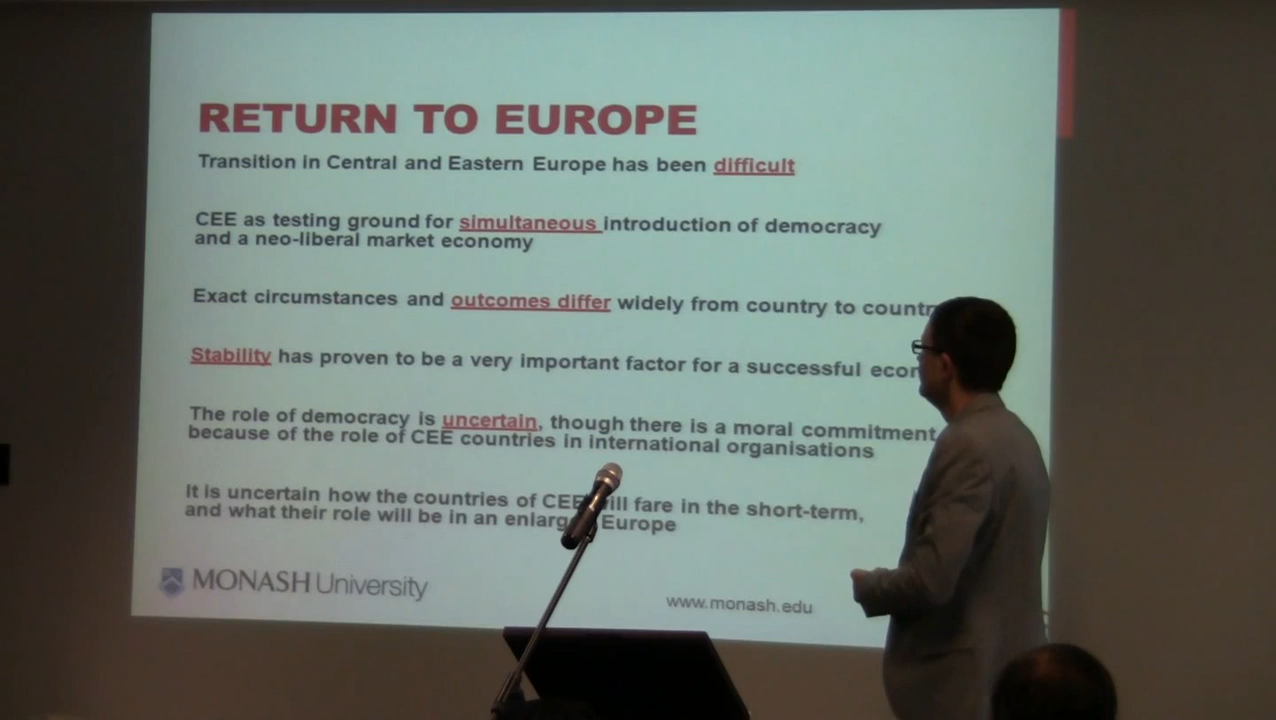 RETURN TO EUROPE
Transition in Central and Eastern Europe has been difficult
CEE as testing ground for simultaneous introduction of democracy
and a neo-liberal market economy
Exact circumstances and outcomes differ widely from country to
Stability has proven to be a very important factor for a successful
The role of democracy is uncertain, though there is a moral commitment
because of the role of CEE countries in international organisations
It is uncertain how the countries of CEE will fare in the short-term,
and what their role will be in an Europe
MONASH University
www.monash.edu